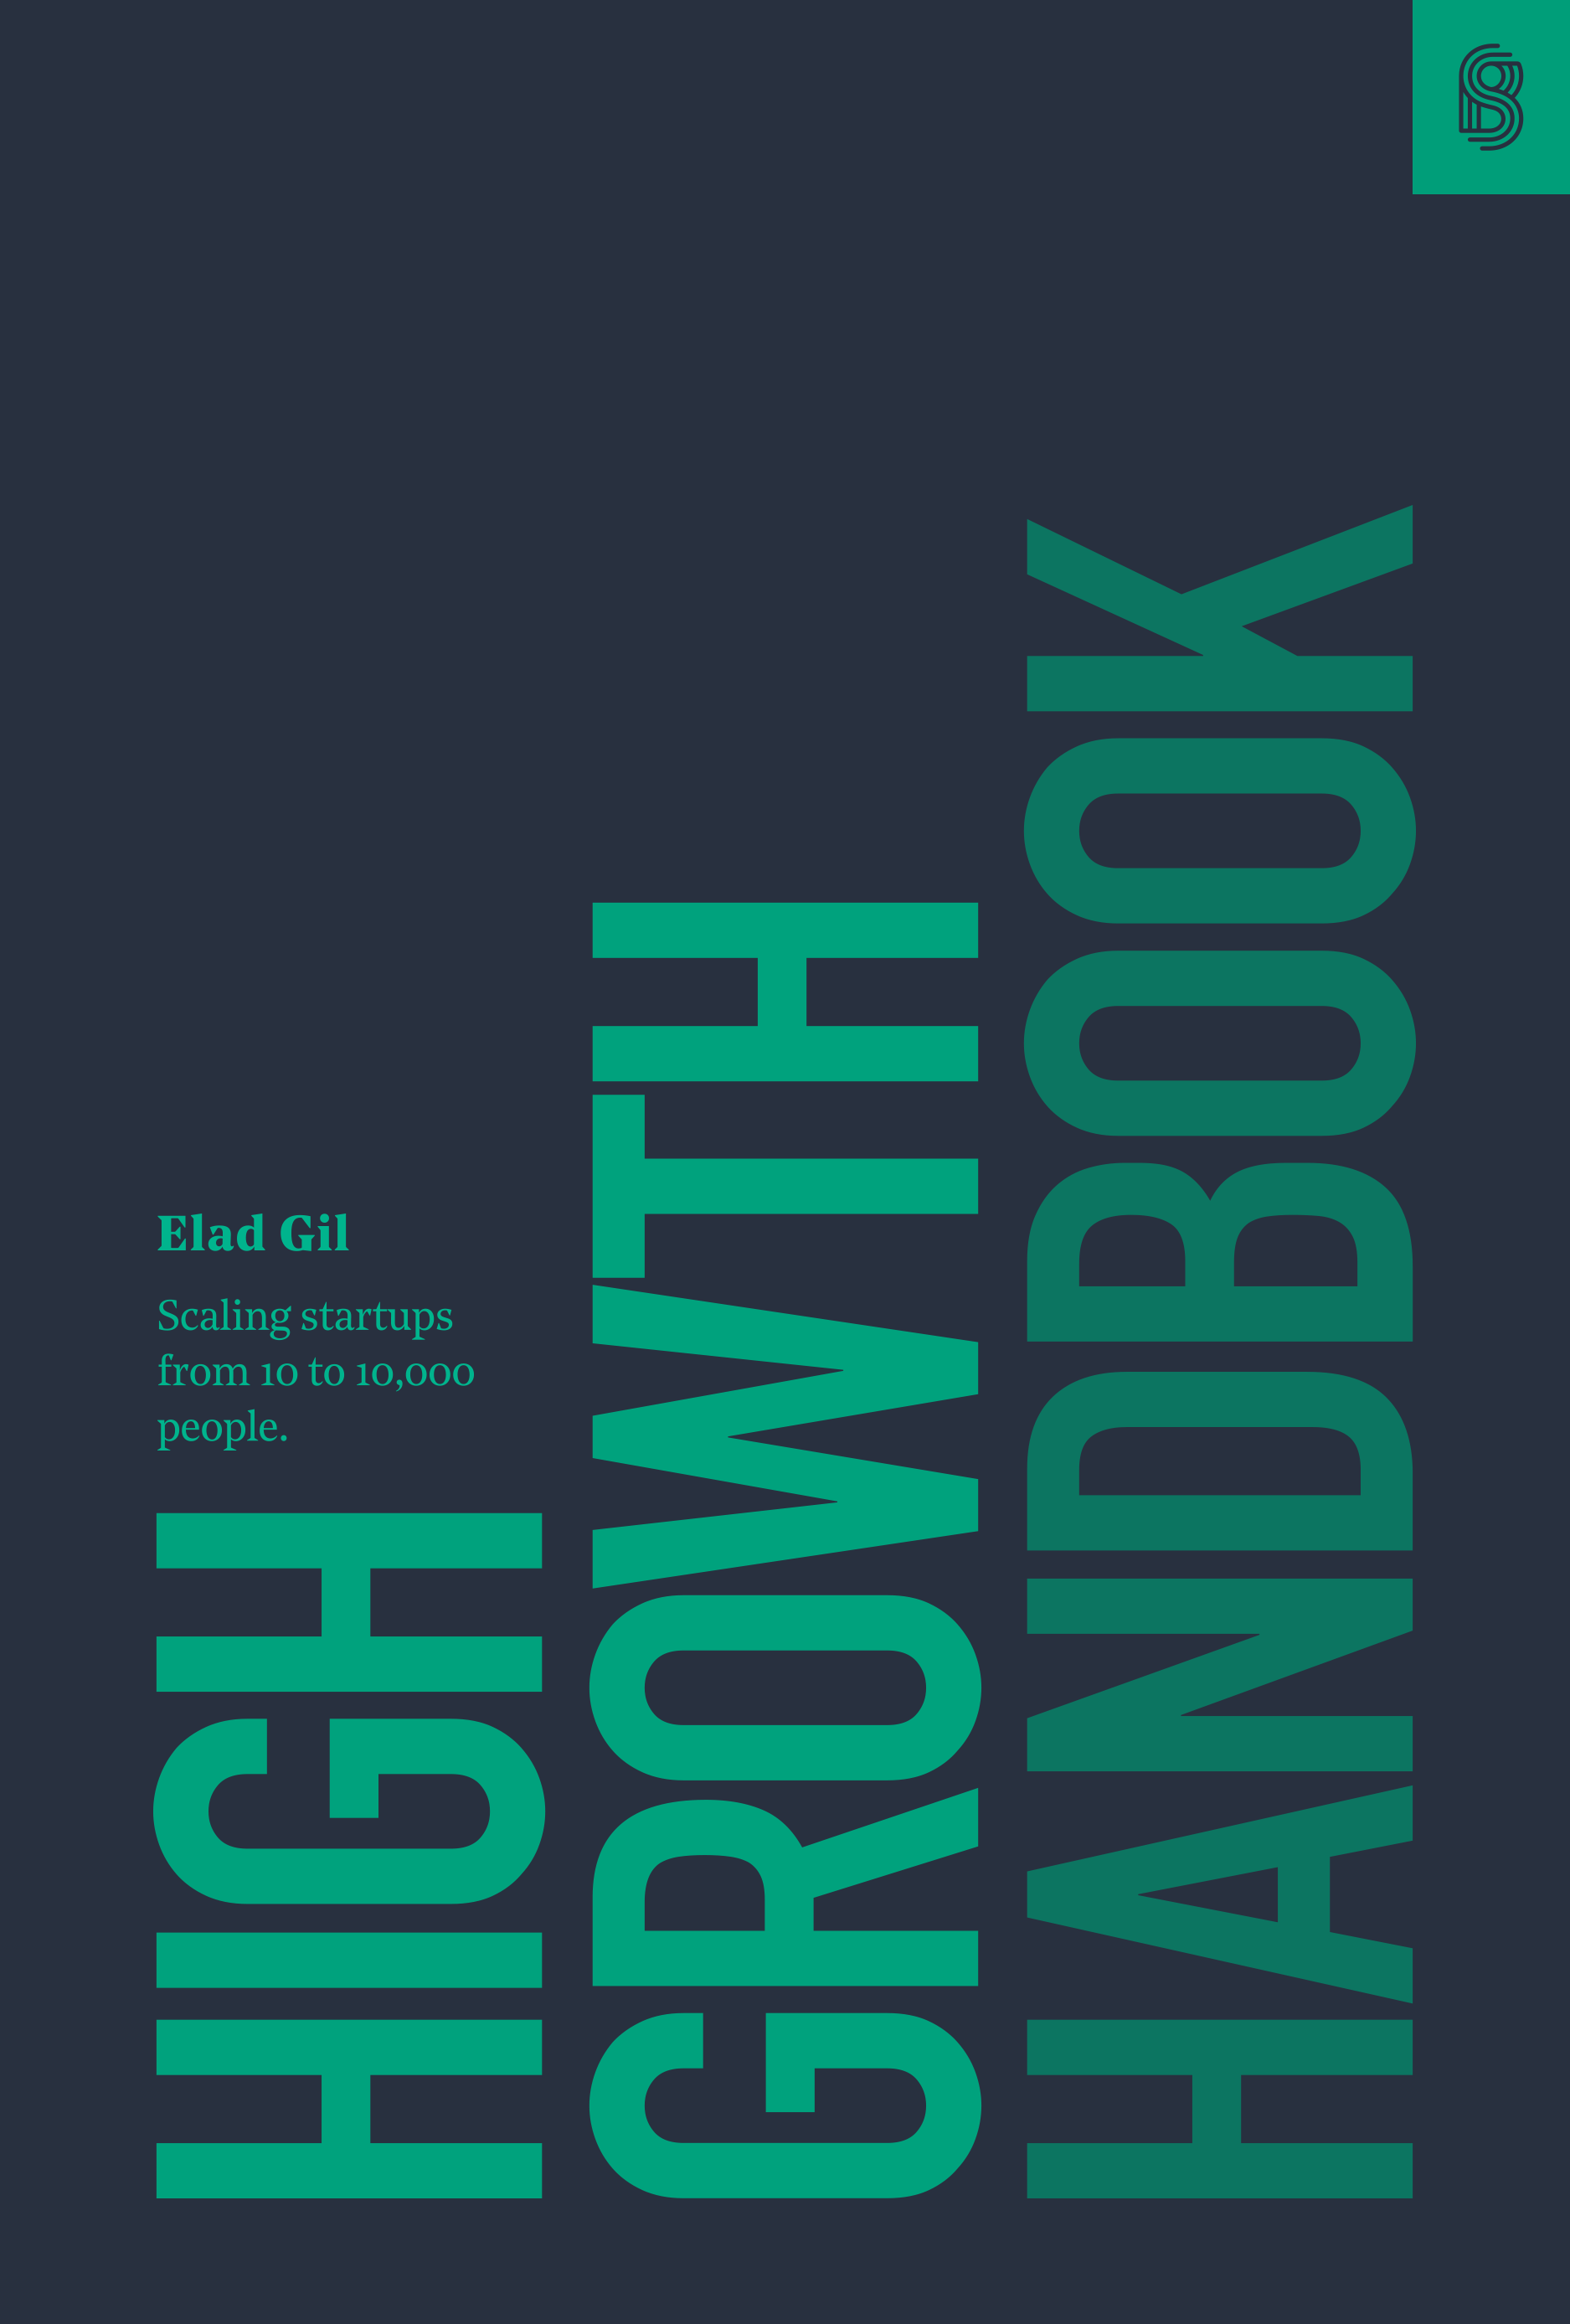 Elad Gil
Scaling startups
from 10 to 10,000
people.
HIGH
GROWTH
HANDBOOK